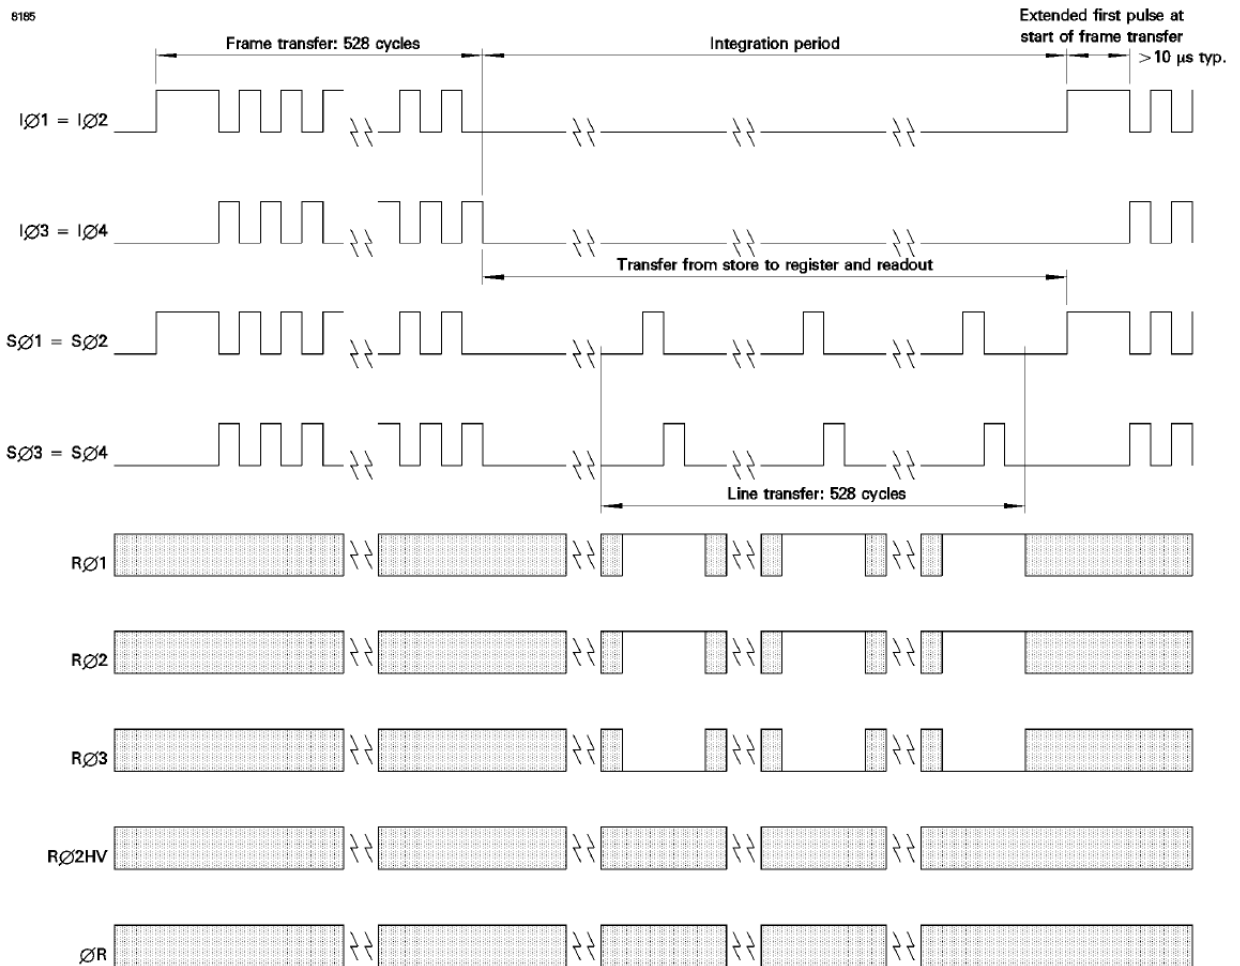 8185
Extended first pulse at
start of frame transfer
>10 µs typ.
Frame transfer: 528 cycles
Integration period
IØ1 = IØ2
IØ3 = IØ4
Transfer from store to register and readout
SØ1 = SØ2
SØ3 = SØ4
Line transfer: 528 cycles
RØ1
RØ2
RØ3
RØ2HV
ØR